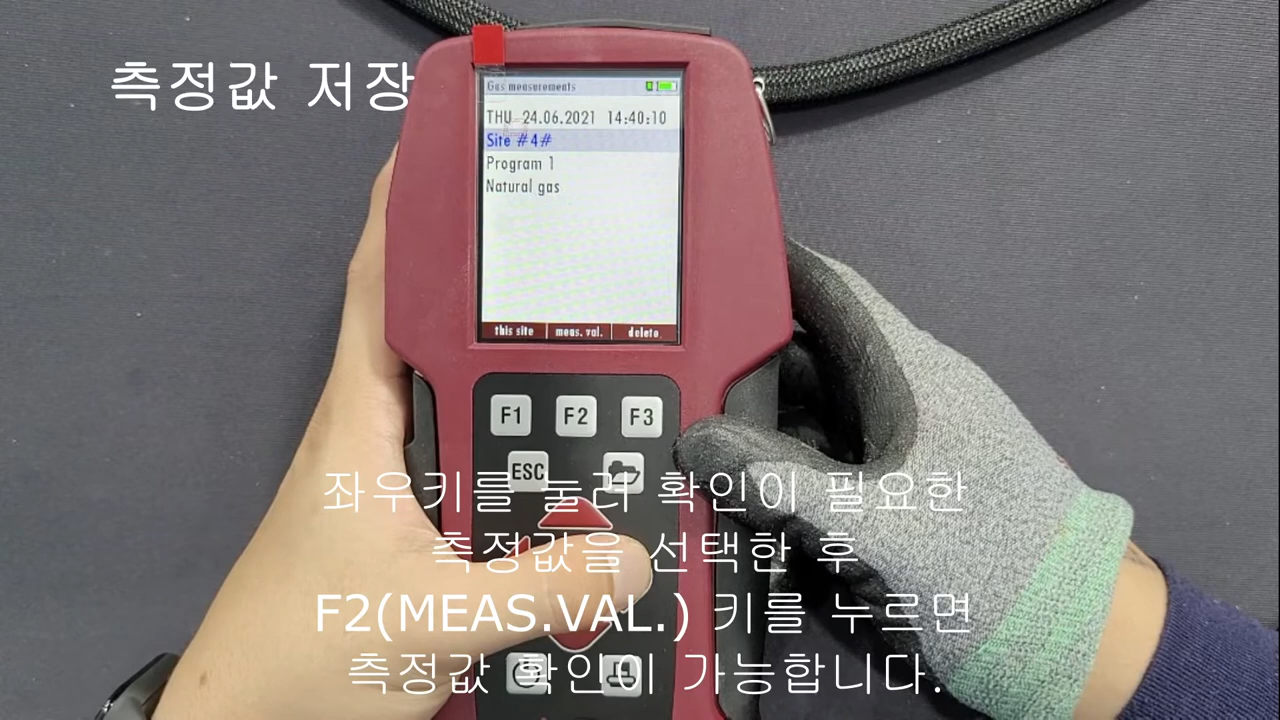 측정값 저장
Gas measurements
THU 24.06.2021 14:40:10
Site #4#
Program 1
Natural gas
this site meas. val. delete
F1 F2 F3
ESC
좌우키를 눌러 확인이 필요한
측정값을 선택한 후
F2(MEAS.VAL.) 키를 누르면
측정값 확인이 가능합니다.